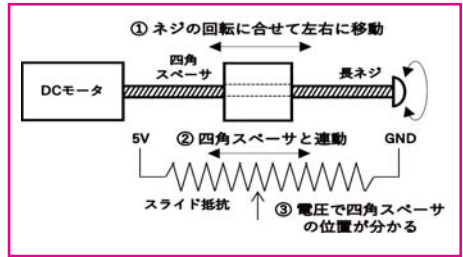 ① ネジの回転に合せて左右に移動
四角
スペーサ
長ネジ
DCモータ
② 四角スペーサと連動
5V
GND
スライド抵抗
③ 電圧で四角スペーサ
の位置が分かる